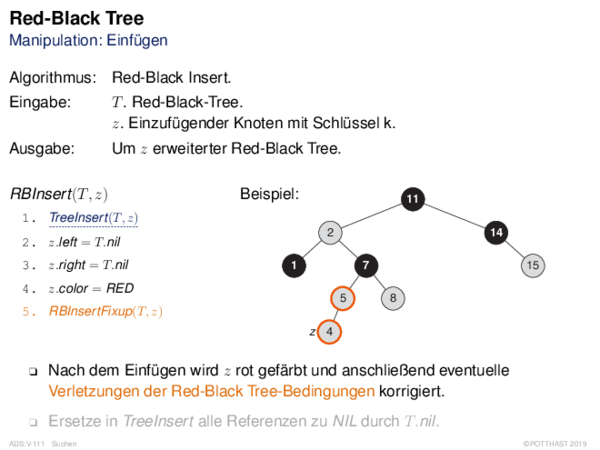 Red-Black Tree
Manipulation: Einfügen
Algorithmus: Red-Black Insert.
Eingabe: T. Red-Black-Tree.
z. Einzufügender Knoten mit Schlüssel k.
Ausgabe: Um z erweiterter Red-Black Tree.
RBInsert(T, z)
1. TreeInsert(T, z)
2. z.left = T.nil
3. z.right = T.nil
4. z.color = RED
5. RBInsertFixup(T, z)
Beispiel:
11
2
14
1
7
15
5
8
z 4
❑ Nach dem Einfügen wird z rot gefärbt und anschließend eventuelle
Verletzungen der Red-Black Tree-Bedingungen korrigiert.
❑ Ersetze in TreeInsert alle Referenzen zu NIL durch T.nil.
ADS:V-111 Suchen
©POTTHAST 2019